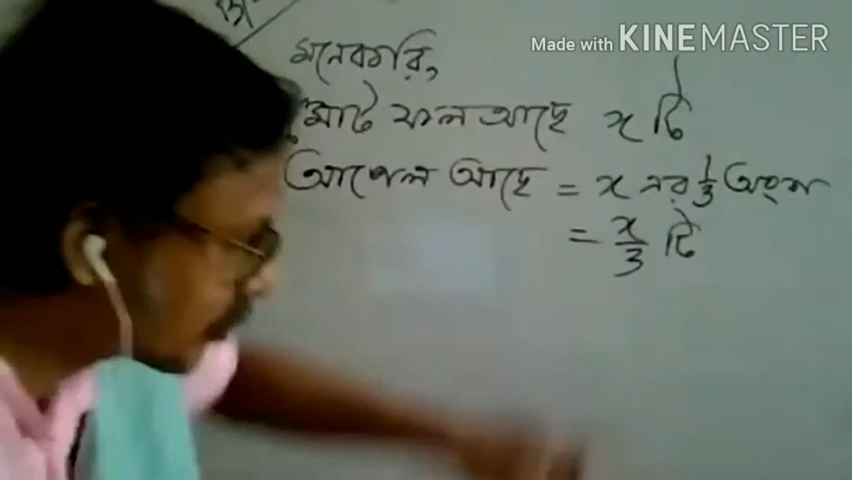 Made with KINEMASTER
মনেকরি,
মোট ফল আছে x টি
আপেল আছে = x এর 1/3 অংশ
= x/3 টি